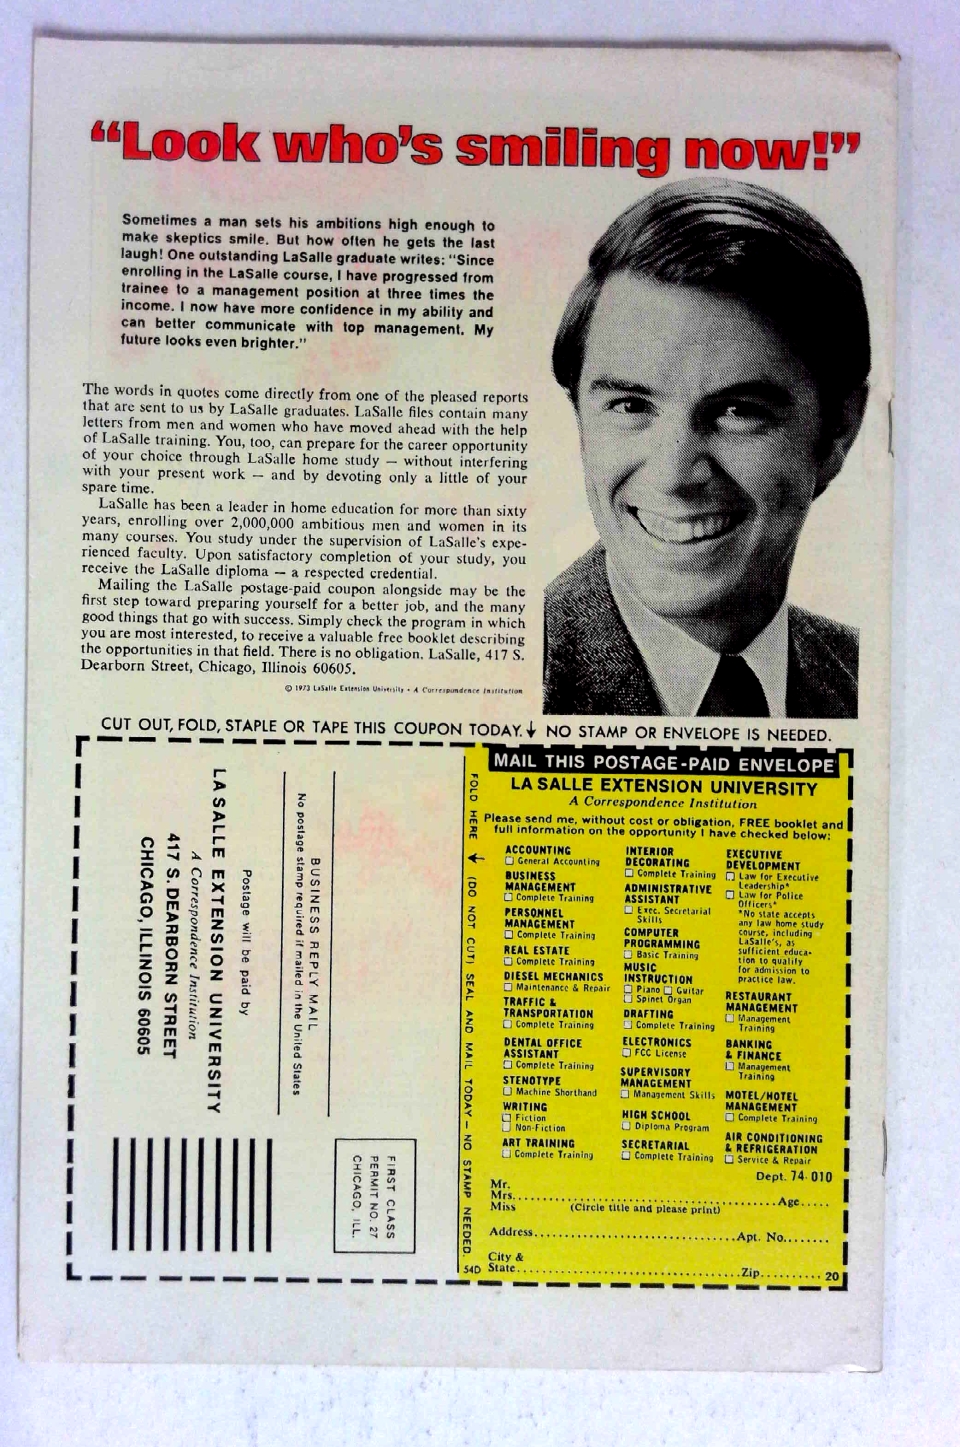 “Look who’s smiling now!”
Sometimes a man sets his ambitions high enough to
make skeptics smile. But how often he gets the last
laugh! One outstanding LaSalle graduate writes: “Since
enrolling in the LaSalle course, I have progressed from
trainee to a management position at three times the
income. I now have more confidence in my ability and
can better communicate with top management. My
future looks even brighter.”
The words in quotes come directly from one of the pleased reports
that are sent to us by LaSalle graduates. LaSalle files contain many
letters from men and women who have moved ahead with the help
of LaSalle training. You, too, can prepare for the career opportunity
of your choice through LaSalle home study — without interfering
with your present work — and by devoting only a little of your
spare time.
LaSalle has been a leader in home education for more than sixty
years, enrolling over 2,000,000 ambitious men and women in its
many courses. You study under the supervision of LaSalle's expe-
rienced faculty. Upon satisfactory completion of your study, you
receive the LaSalle diploma — a respected credential.
Mailing the LaSalle postage-paid coupon alongside may be the
first step toward preparing yourself for a better job, and the many
good things that go with success. Simply check the program in which
you are most interested, to receive a valuable free booklet describing
the opportunities in that field. There is no obligation. LaSalle, 417 S.
Dearborn Street, Chicago, Illinois 60605.
© 1973 LaSalle Extension University • A Correspondence Institution
CUT OUT, FOLD, STAPLE OR TAPE THIS COUPON TODAY. ↓ NO STAMP OR ENVELOPE IS NEEDED.
FIRST CLASS
PERMIT NO. 27
CHICAGO, ILL.
BUSINESS REPLY MAIL
No postage stamp required if mailed in the United States
Postage will be paid by
LA SALLE EXTENSION UNIVERSITY
A Correspondence Institution
417 S. DEARBORN STREET
CHICAGO, ILLINOIS 60605
FOLD HERE ↓ (DO NOT CUT) SEAL AND MAIL TODAY — NO STAMP NEEDED.
54D
MAIL THIS POSTAGE-PAID ENVELOPE
LA SALLE EXTENSION UNIVERSITY
A Correspondence Institution
Please send me, without cost or obligation, FREE booklet and
full information on the opportunity I have checked below:
ACCOUNTING
☐ General Accounting
BUSINESS
MANAGEMENT
☐ Complete Training
PERSONNEL
MANAGEMENT
☐ Complete Training
REAL ESTATE
☐ Complete Training
DIESEL MECHANICS
☐ Maintenance & Repair
TRAFFIC &
TRANSPORTATION
☐ Complete Training
DENTAL OFFICE
ASSISTANT
☐ Complete Training
STENOTYPE
☐ Machine Shorthand
WRITING
☐ Fiction
☐ Non-Fiction
ART TRAINING
☐ Complete Training
INTERIOR
DECORATING
☐ Complete Training
ADMINISTRATIVE
ASSISTANT
☐ Exec. Secretarial
Skills
COMPUTER
PROGRAMMING
☐ Basic Training
MUSIC
INSTRUCTION
☐ Piano ☐ Guitar
☐ Spinet Organ
DRAFTING
☐ Complete Training
ELECTRONICS
☐ FCC License
SUPERVISORY
MANAGEMENT
☐ Management Skills
HIGH SCHOOL
☐ Diploma Program
SECRETARIAL
☐ Complete Training
EXECUTIVE
DEVELOPMENT
☐ Law for Executive
Leadership*
☐ Law for Police
Officers*
*No state accepts
any law home study
course, including
LaSalle's, as
sufficient educa-
tion to qualify
for admission to
practice law.
RESTAURANT
MANAGEMENT
☐ Management
Training
BANKING
& FINANCE
☐ Management
Training
MOTEL/HOTEL
MANAGEMENT
☐ Complete Training
AIR CONDITIONING
& REFRIGERATION
☐ Service & Repair
Dept. 74-010
Mr.
Mrs. Age
Miss (Circle title and please print)
Address Apt. No.
City &
State Zip 20